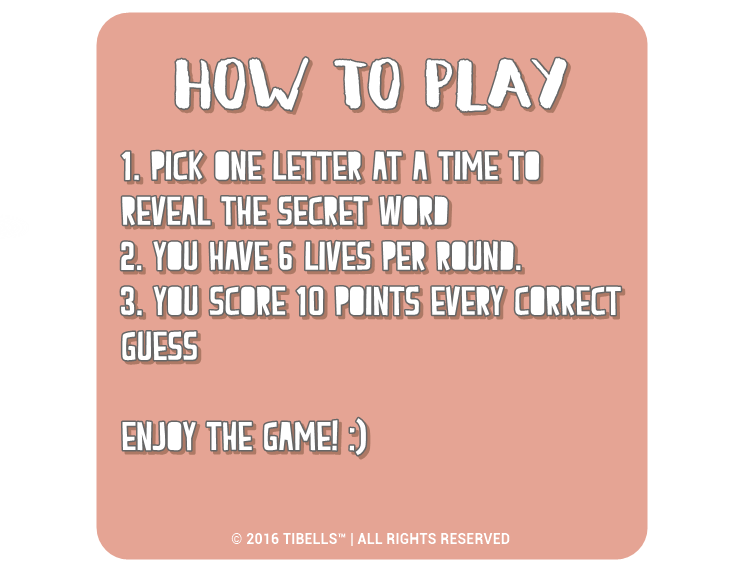 HOW TO PLAY
1. PICK ONE LETTER AT A TIME TO
REVEAL THE SECRET WORD
2. YOU HAVE 6 LIVES PER ROUND.
3. YOU SCORE 10 POINTS EVERY CORRECT
GUESS
ENJOY THE GAME! :)
© 2016 TIBELLS™ | ALL RIGHTS RESERVED